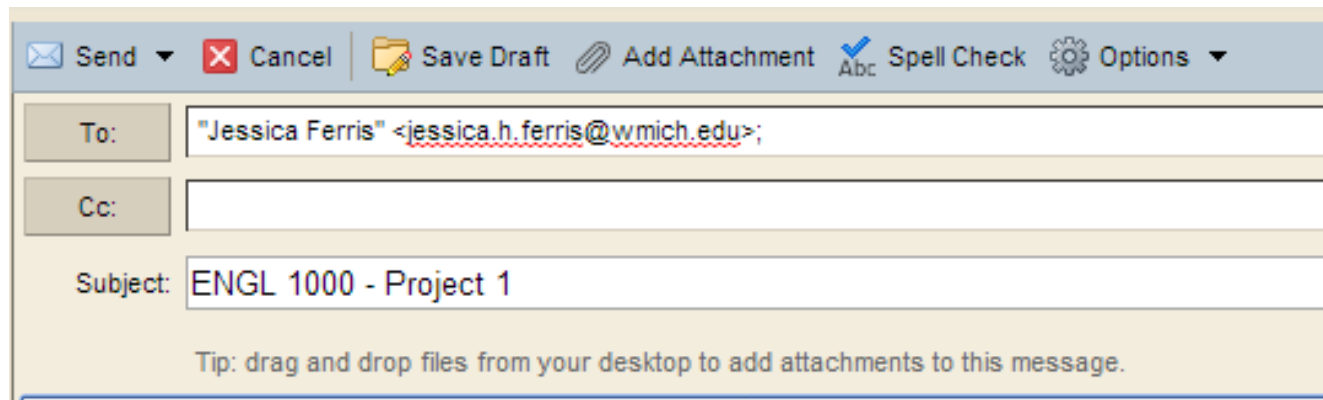 Send Cancel Save Draft Add Attachment Abc Spell Check Options
To: "Jessica Ferris" <jessica.h.ferris@wmich.edu>;
Cc:
Subject: ENGL 1000 - Project 1
Tip: drag and drop files from your desktop to add attachments to this message.